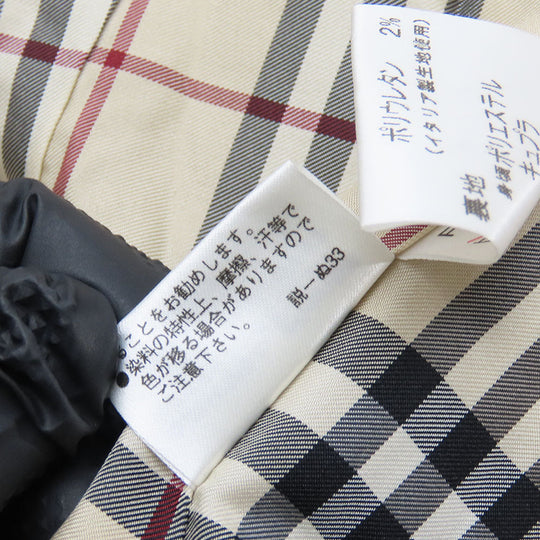 ポリウレタン 2%
(イタリア製生地使用)
裏地
身頃ポリエステル
キュプラ
ことをお勧めします。
●染料の特性上、摩擦、汗等で
色が移る場合がありますので
ご注意下さい。
説ーぬ33